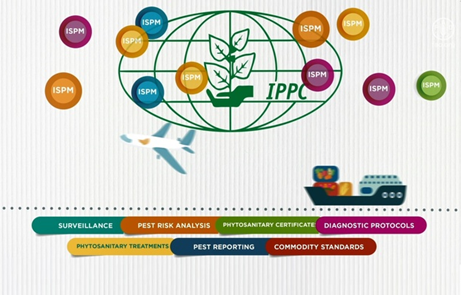 ISPM
ISPM
ISPM
ISPM
ISPM
ISPM
ISPM
ISPM
ISPM
ISPM
ISPM
IPPC
SURVEILLANCE
PEST RISK ANALYSIS
PHYTOSANITARY CERTIFICATE
DIAGNOSTIC PROTOCOLS
PHYTOSANITARY TREATMENTS
PEST REPORTING
COMMODITY STANDARDS